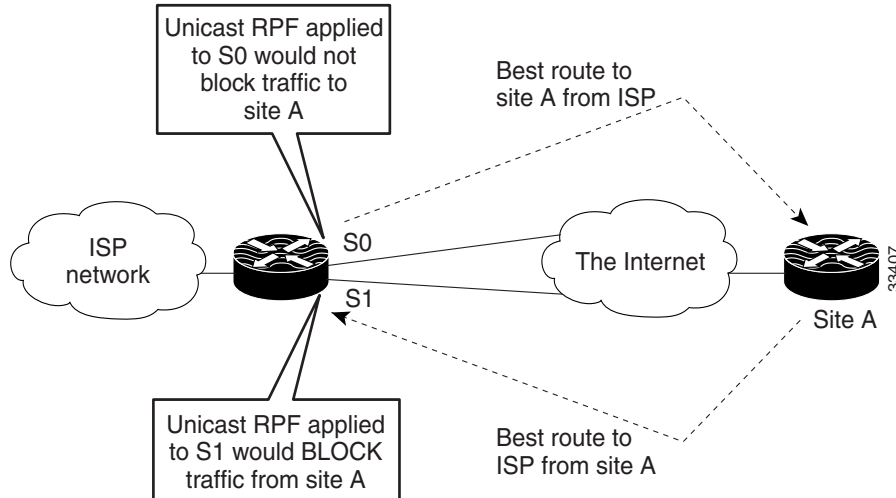 Unicast RPF applied
to S0 would not
block traffic to
site A
Best route to
site A from ISP
ISP
network
S0
S1
The Internet
Site A
33407
Unicast RPF applied
to S1 would BLOCK
traffic from site A
Best route to
ISP from site A